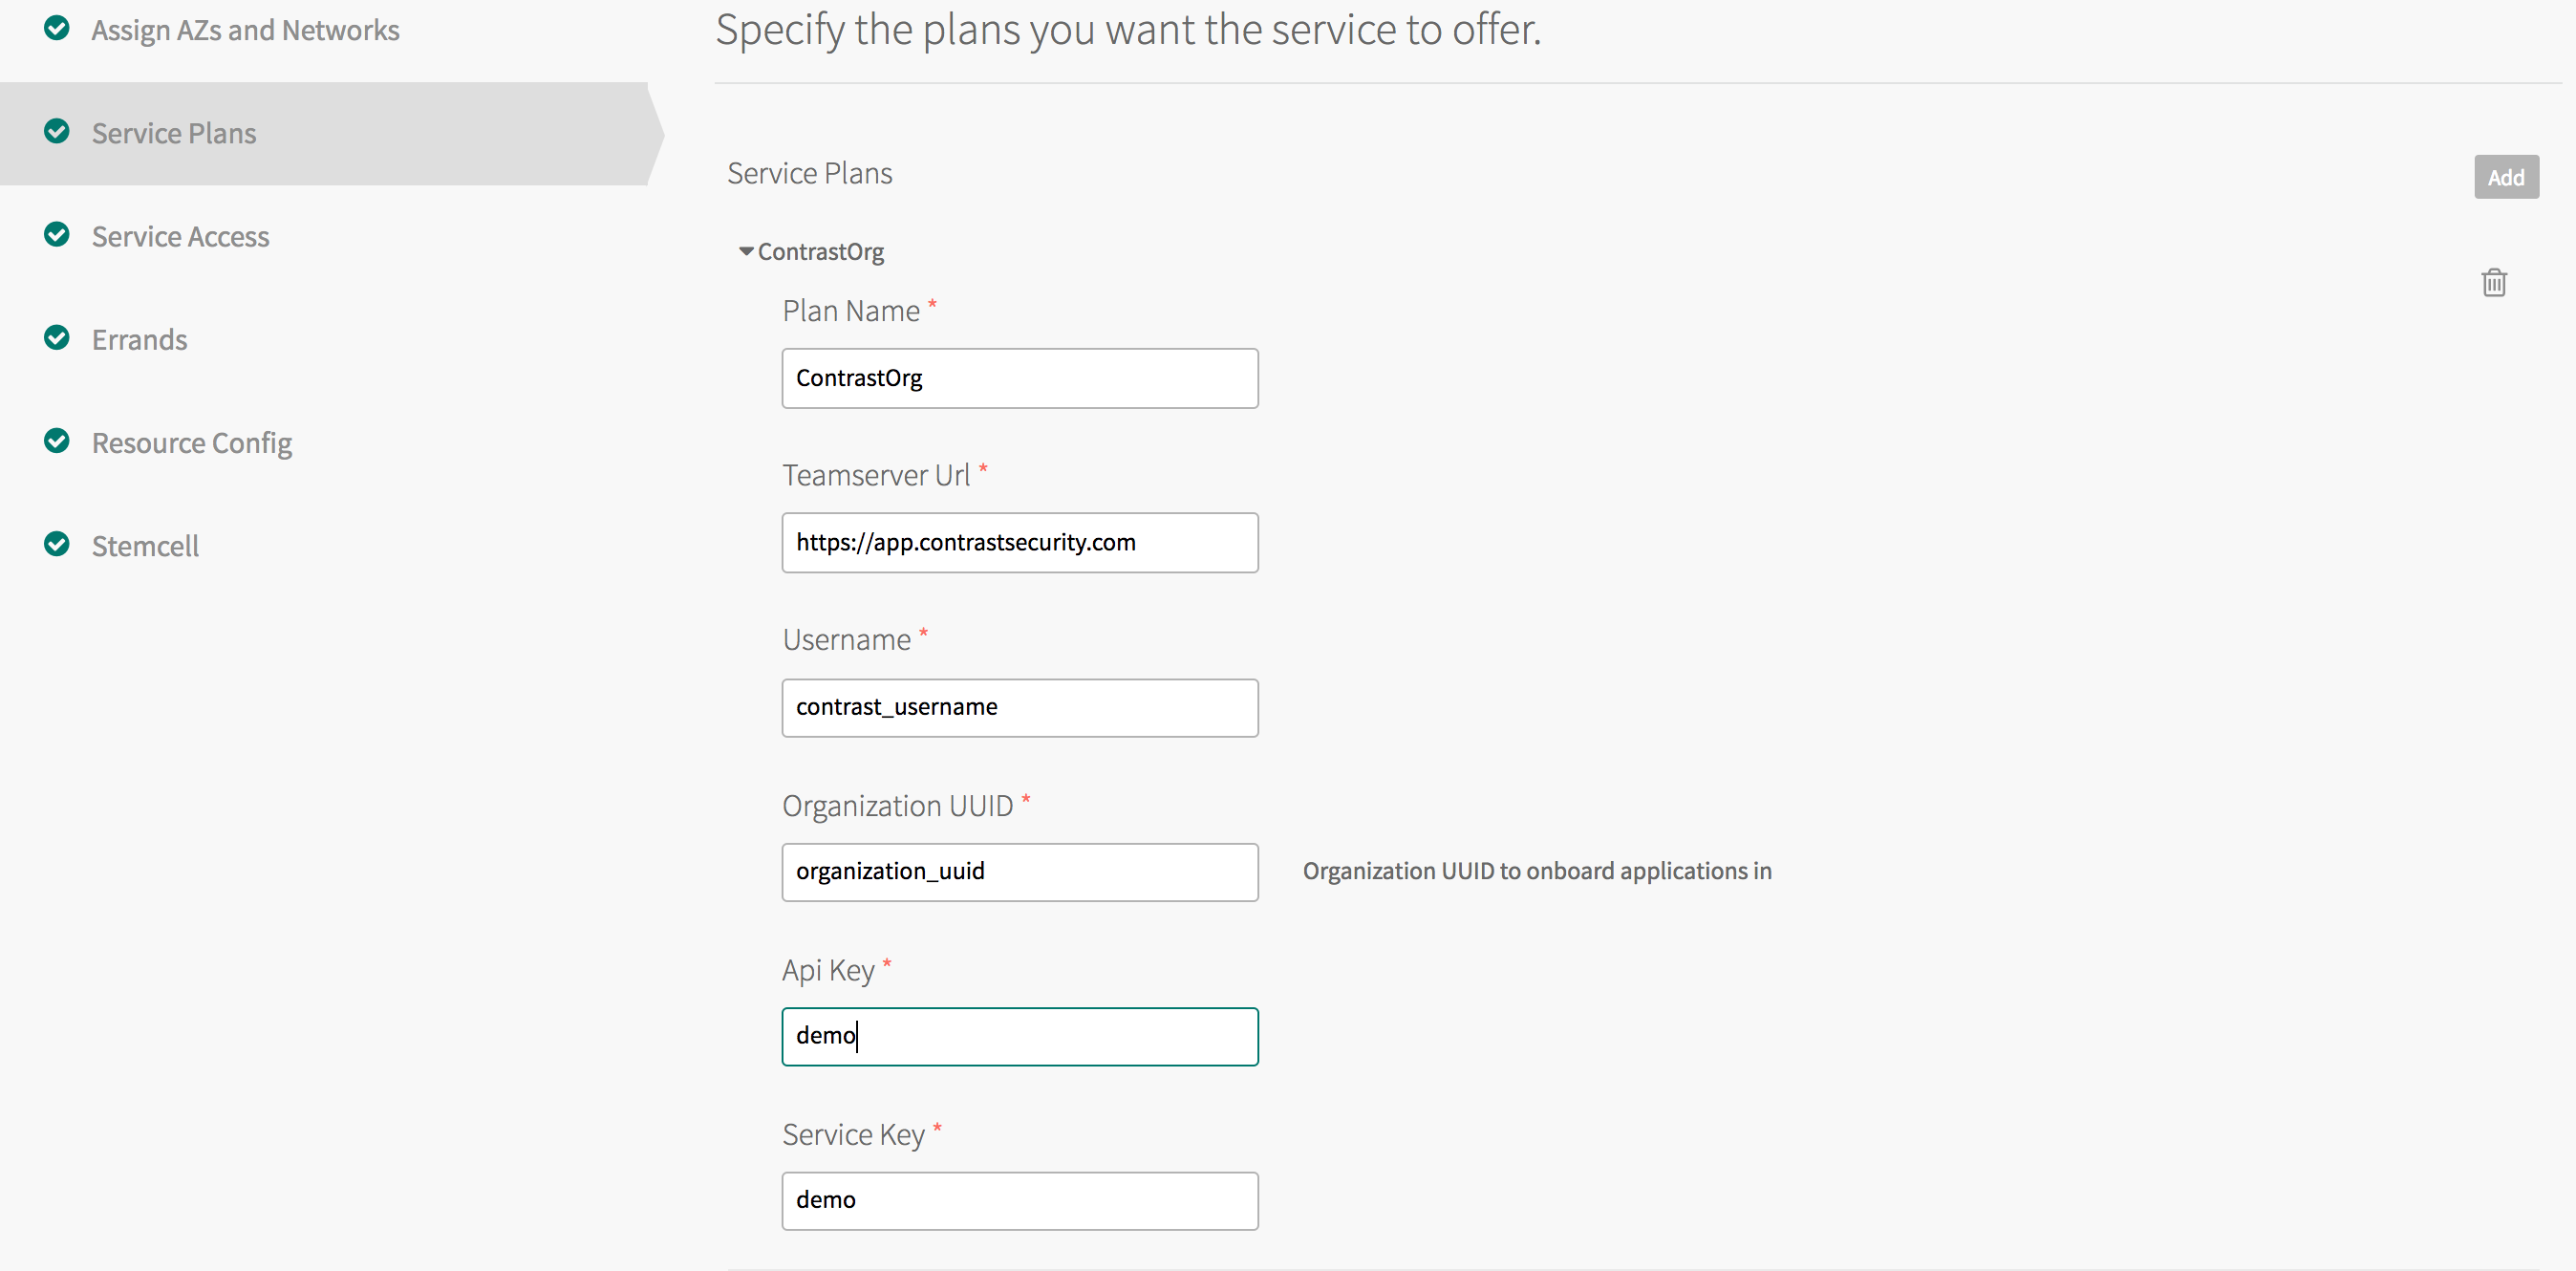 Assign AZs and Networks
Service Plans
Service Access
Errands
Resource Config
Stemcell
Specify the plans you want the service to offer.
Service Plans
Add
ContrastOrg
Plan Name *
ContrastOrg
Teamserver Url *
https://app.contrastsecurity.com
Username *
contrast_username
Organization UUID *
organization_uuid
Organization UUID to onboard applications in
Api Key *
demo
Service Key *
demo